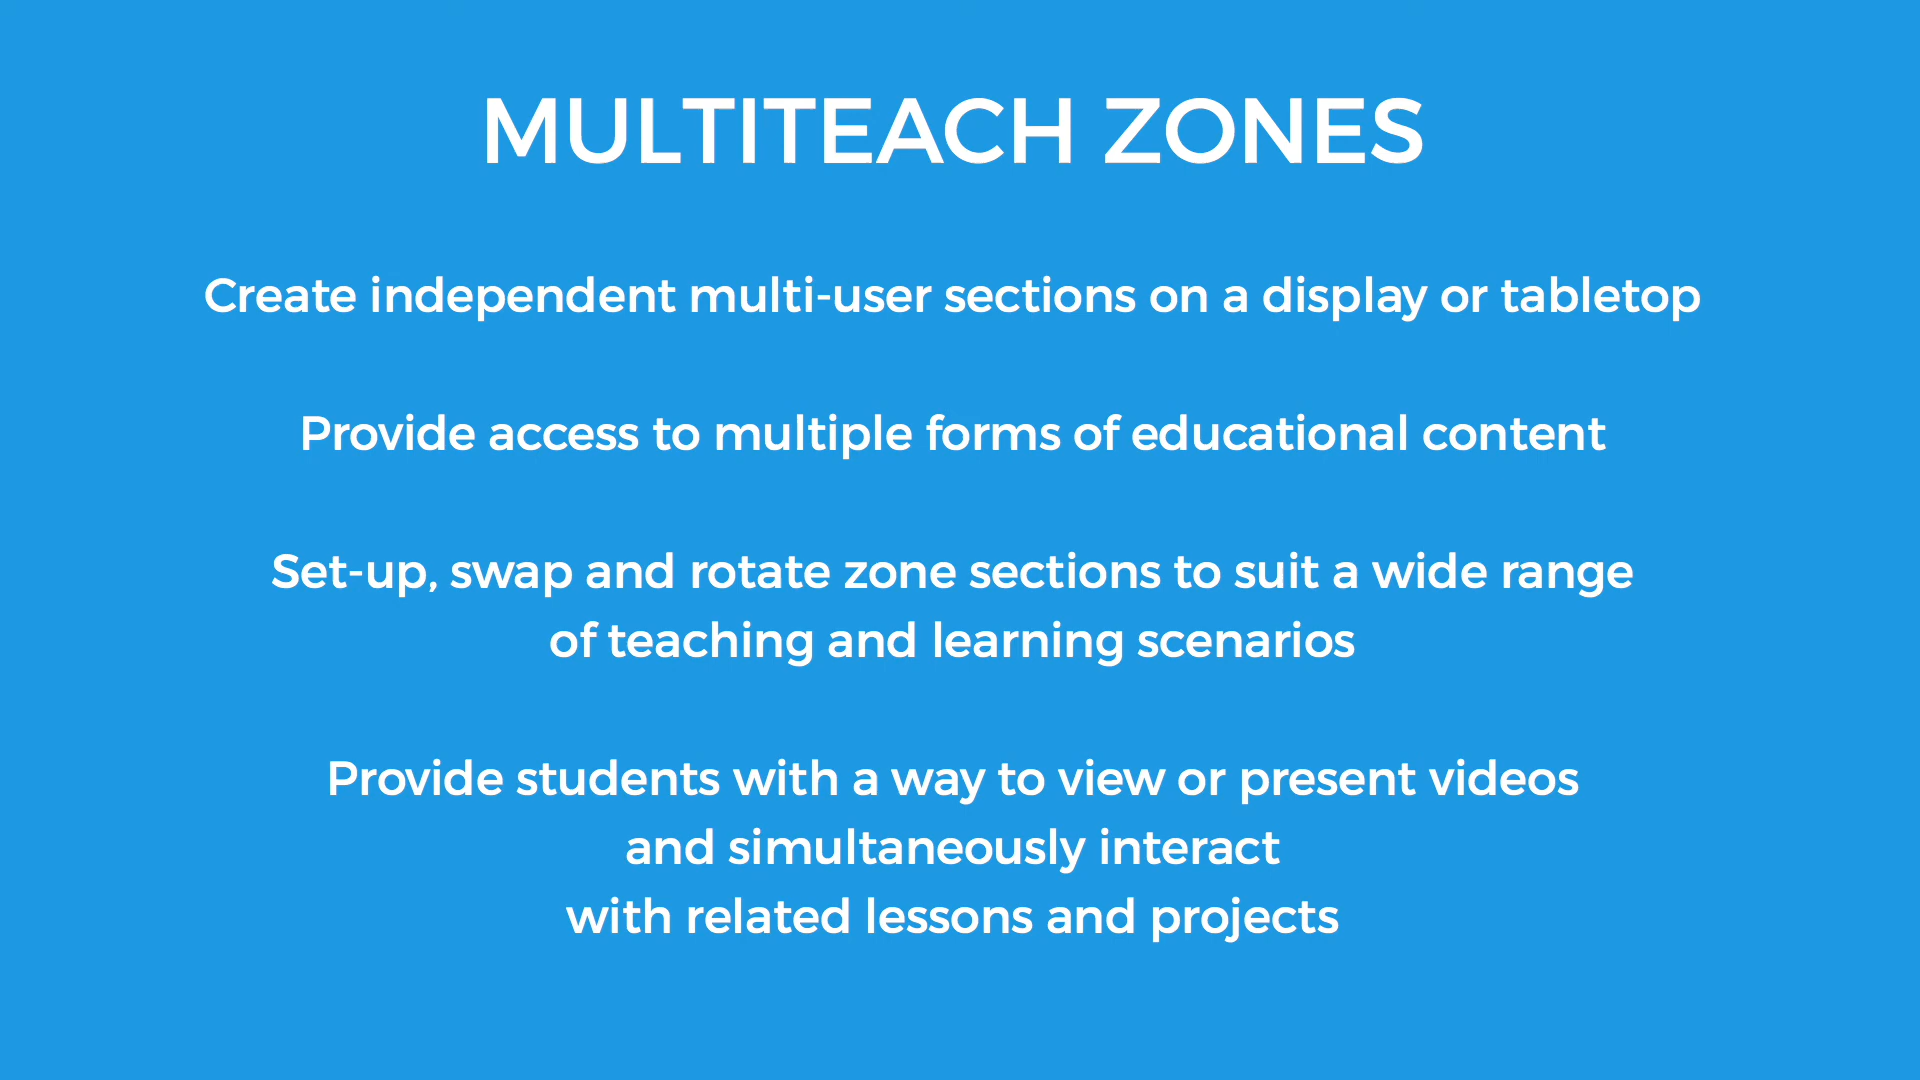 MULTITEACH ZONES
Create independent multi-user sections on a display or tabletop
Provide access to multiple forms of educational content
Set-up, swap and rotate zone sections to suit a wide range
of teaching and learning scenarios
Provide students with a way to view or present videos
and simultaneously interact
with related lessons and projects